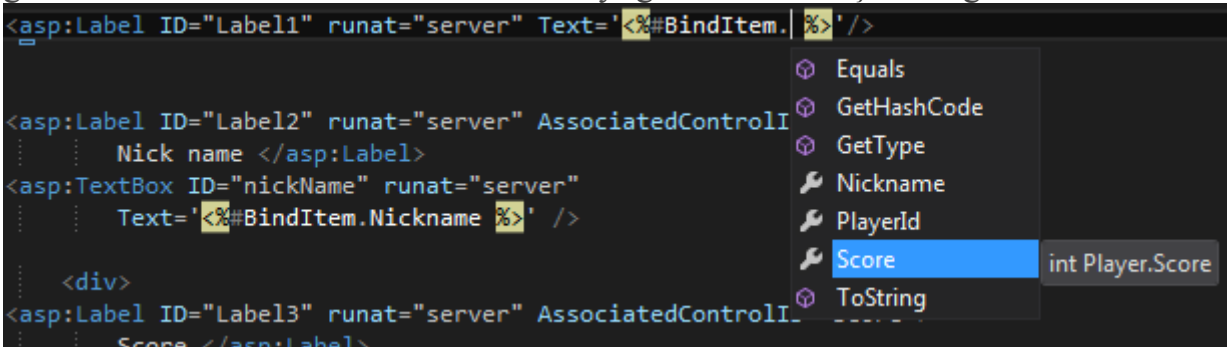 <asp:Label ID="Label1" runat="server" Text='<%#BindItem. %>'/>
Equals
GetHashCode
GetType
Nickname
PlayerId
Score
int Player.Score
ToString
<asp:Label ID="Label2" runat="server" AssociatedControlI
Nick name </asp:Label>
<asp:TextBox ID="nickName" runat="server"
Text='<%#BindItem.Nickname %>' />
<div>
<asp:Label ID="Label3" runat="server" AssociatedControlI
Score </asp:Label>